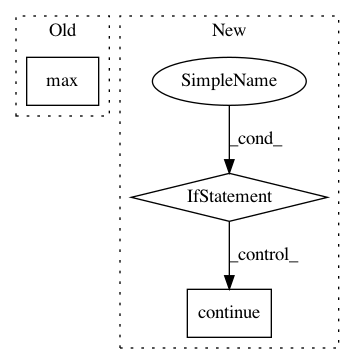 Old
New
max
SimpleName
_cond_
IfStatement
_control_
continue